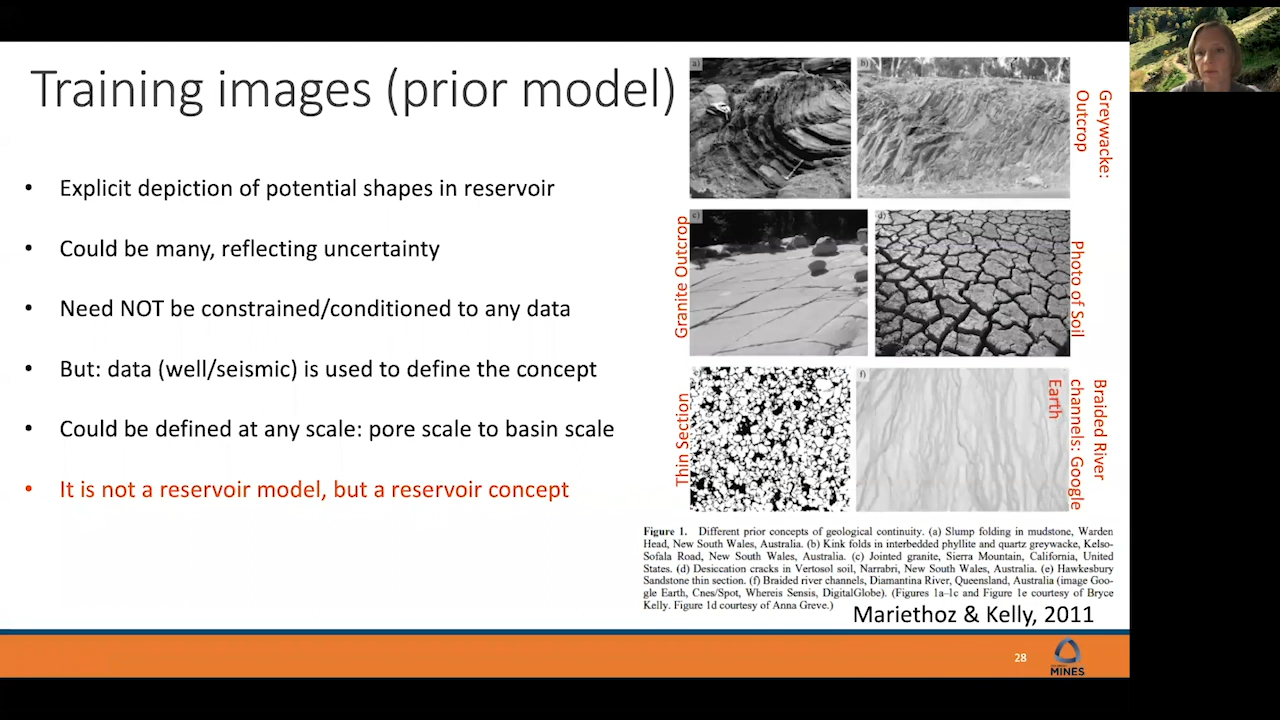 Training images (prior model)
• Explicit depiction of potential shapes in reservoir
• Could be many, reflecting uncertainty
• Need NOT be constrained/conditioned to any data
• But: data (well/seismic) is used to define the concept
• Could be defined at any scale: pore scale to basin scale
• It is not a reservoir model, but a reservoir concept
a)
b)
Greywacke:
Outcrop
c)
Granite Outcrop
d)
Photo of Soil
Thin Section
f)
Braided River
channels: Google
Earth
Figure 1. Different prior concepts of geological continuity. (a) Slump folding in mudstone, Warden
Head, New South Wales, Australia. (b) Kink folds in interbedded phyllite and quartz greywacke, Kelso-
Sofala Road, New South Wales, Australia. (c) Jointed granite, Sierra Mountain, California, United
States. (d) Desiccation cracks in Vertosol soil, Narrabri, New South Wales, Australia. (e) Hawkesbury
Sandstone thin section. (f) Braided river channels, Diamantina River, Queensland, Australia (image Goo-
gle Earth, Cnes/Spot, Whereis Sensis, DigitalGlobe). (Figures 1a–1c and Figure 1e courtesy of Bryce
Kelly. Figure 1d courtesy of Anna Greve.)
Mariethoz & Kelly, 2011
28
MINES